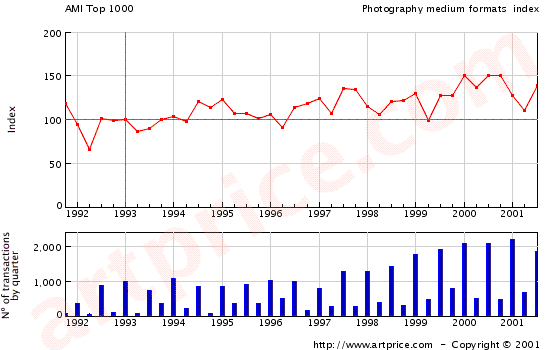 AMI Top 1000
Photography medium formats index
200
150
100
50
0
Index
1992 1993 1994 1995 1996 1997 1998 1999 2000 2001
2,000
1,000
0
N° of transactions
by quarter
1992 1993 1994 1995 1996 1997 1998 1999 2000 2001
artprice.com
http://www.artprice.com - Copyright © 2001